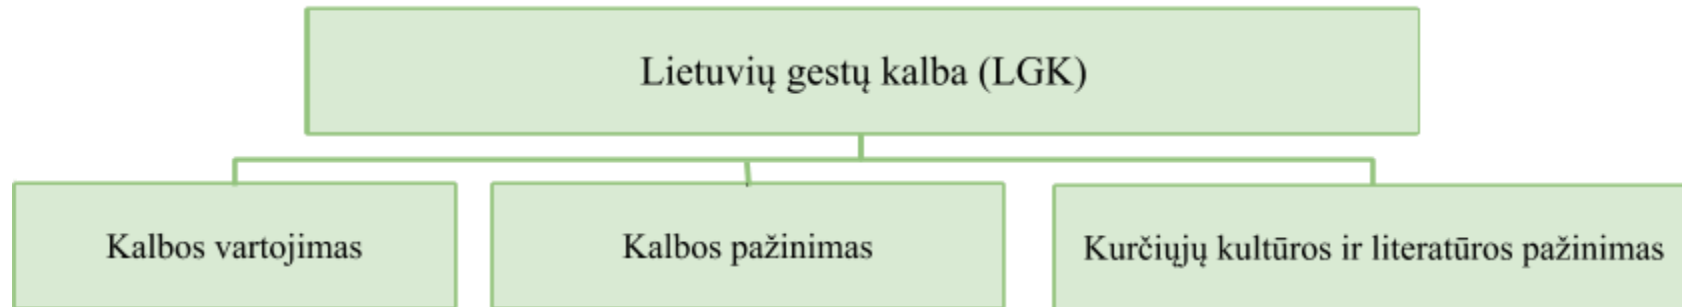 Lietuvių gestų kalba (LGK)
Kalbos vartojimas
Kalbos pažinimas
Kurčiųjų kultūros ir literatūros pažinimas